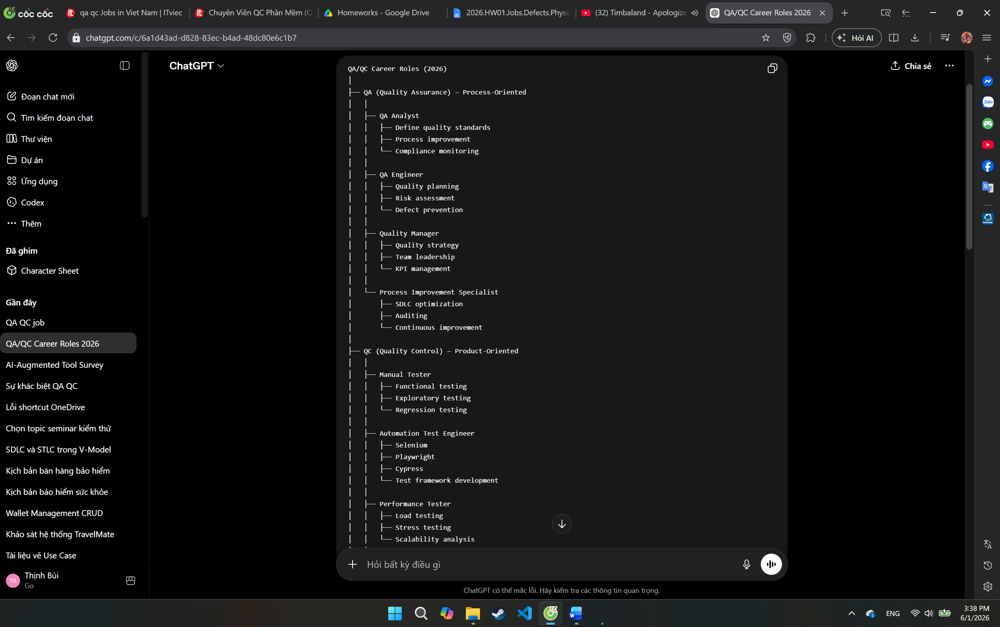 cốc cốc
qa qc Jobs in Viet Nam | ITviec
Chuyên Viên QC Phần Mềm (Q
Homeworks - Google Drive
2026.HW01.Jobs.Defects.Physic
(32) Timbaland - Apologize
QA/QC Career Roles 2026
chatgpt.com/c/6a1d43ad-d828-83ec-b4ad-48dc80e6c1b7
Hỏi AI
ChatGPT
Chia sẻ
Đoạn chat mới
Tìm kiếm đoạn chat
Thư viện
Dự án
Ứng dụng
Codex
Thêm
Đã ghim
Character Sheet
Gần đây
QA QC job
QA/QC Career Roles 2026
AI-Augmented Tool Survey
Sự khác biệt QA QC
Lỗi shortcut OneDrive
Chọn topic seminar kiểm thử
SDLC và STLC trong V-Model
Kịch bản bán hàng bảo hiểm
Kịch bản bảo hiểm sức khỏe
Wallet Management CRUD
Khảo sát hệ thống TravelMate
Tài liệu vẽ Use Case
TB
Thịnh Bùi
Go
QA/QC Career Roles (2026)
│
├── QA (Quality Assurance) – Process-Oriented
│   │
│   ├── QA Analyst
│   │   ├── Define quality standards
│   │   ├── Process improvement
│   │   └── Compliance monitoring
│   │
│   ├── QA Engineer
│   │   ├── Quality planning
│   │   ├── Risk assessment
│   │   └── Defect prevention
│   │
│   ├── Quality Manager
│   │   ├── Quality strategy
│   │   ├── Team leadership
│   │   └── KPI management
│   │
│   └── Process Improvement Specialist
│       ├── SDLC optimization
│       ├── Auditing
│       └── Continuous improvement
│
├── QC (Quality Control) – Product-Oriented
│   │
│   ├── Manual Tester
│   │   ├── Functional testing
│   │   ├── Exploratory testing
│   │   └── Regression testing
│   │
│   ├── Automation Test Engineer
│   │   ├── Selenium
│   │   ├── Playwright
│   │   ├── Cypress
│   │   └── Test framework development
│   │
│   ├── Performance Tester
│   │   ├── Load testing
│   │   ├── Stress testing
│   │   └── Scalability analysis
Hỏi bất kỳ điều gì
ChatGPT có thể mắc lỗi. Hãy kiểm tra các thông tin quan trọng.
Zalo
ENG
3:38 PM
6/1/2026